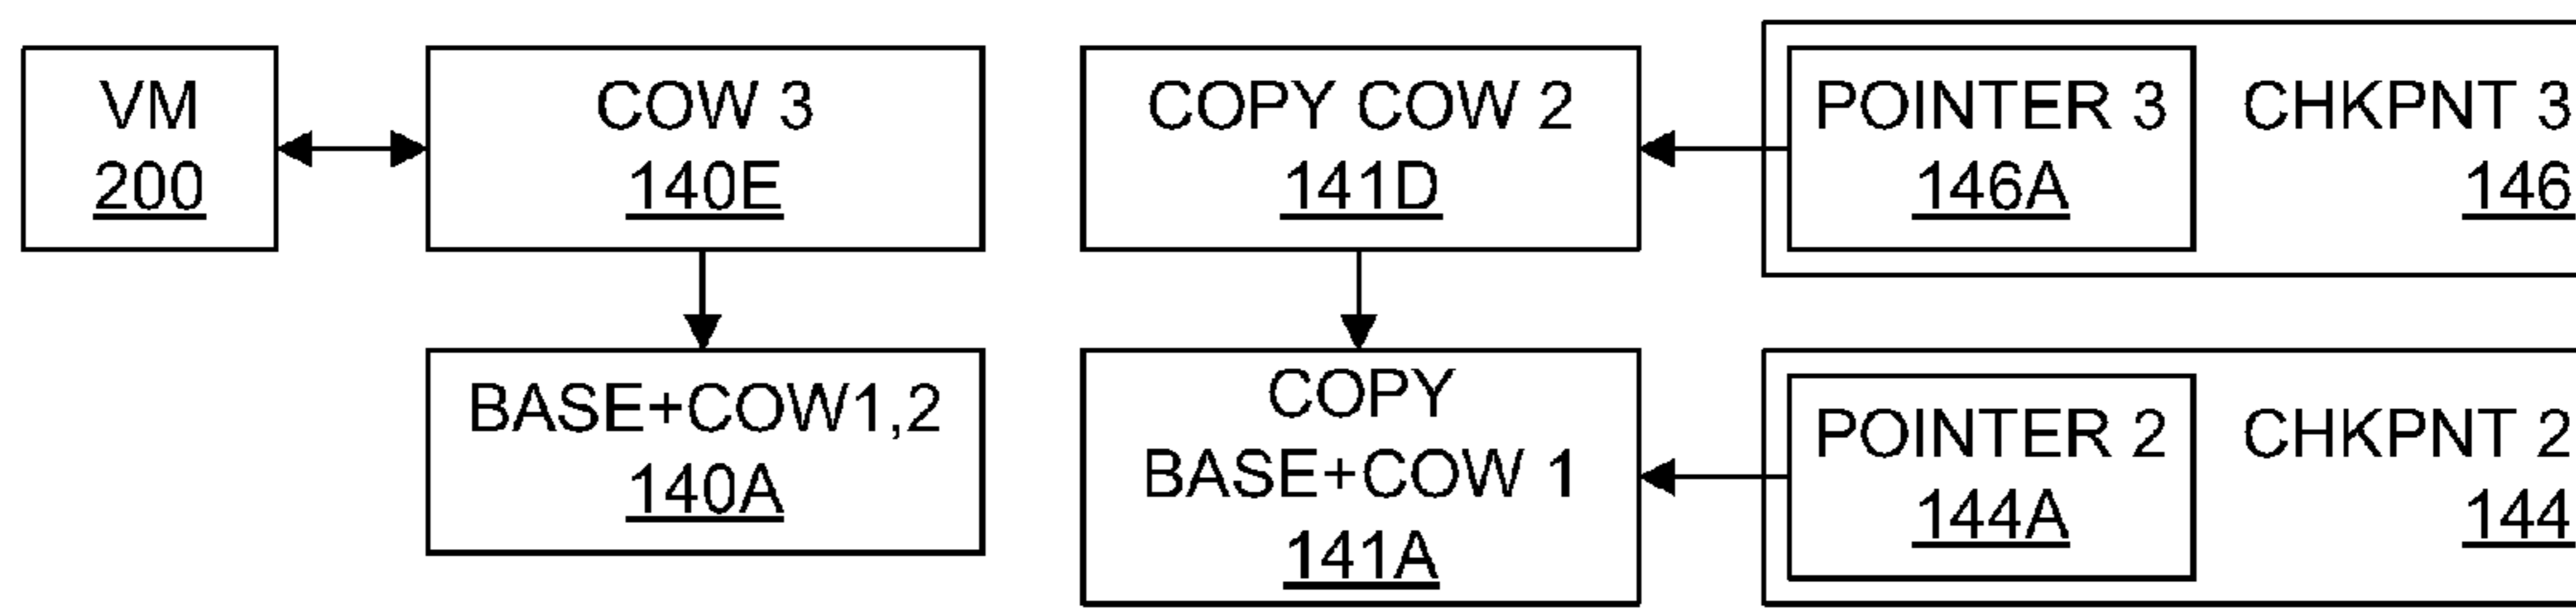 VM
200
COW 3
140E
COPY COW 2
141D
POINTER 3
146A
CHKPNT 3
146
BASE+COW1,2
140A
COPY
BASE+COW 1
141A
POINTER 2
144A
CHKPNT 2
144